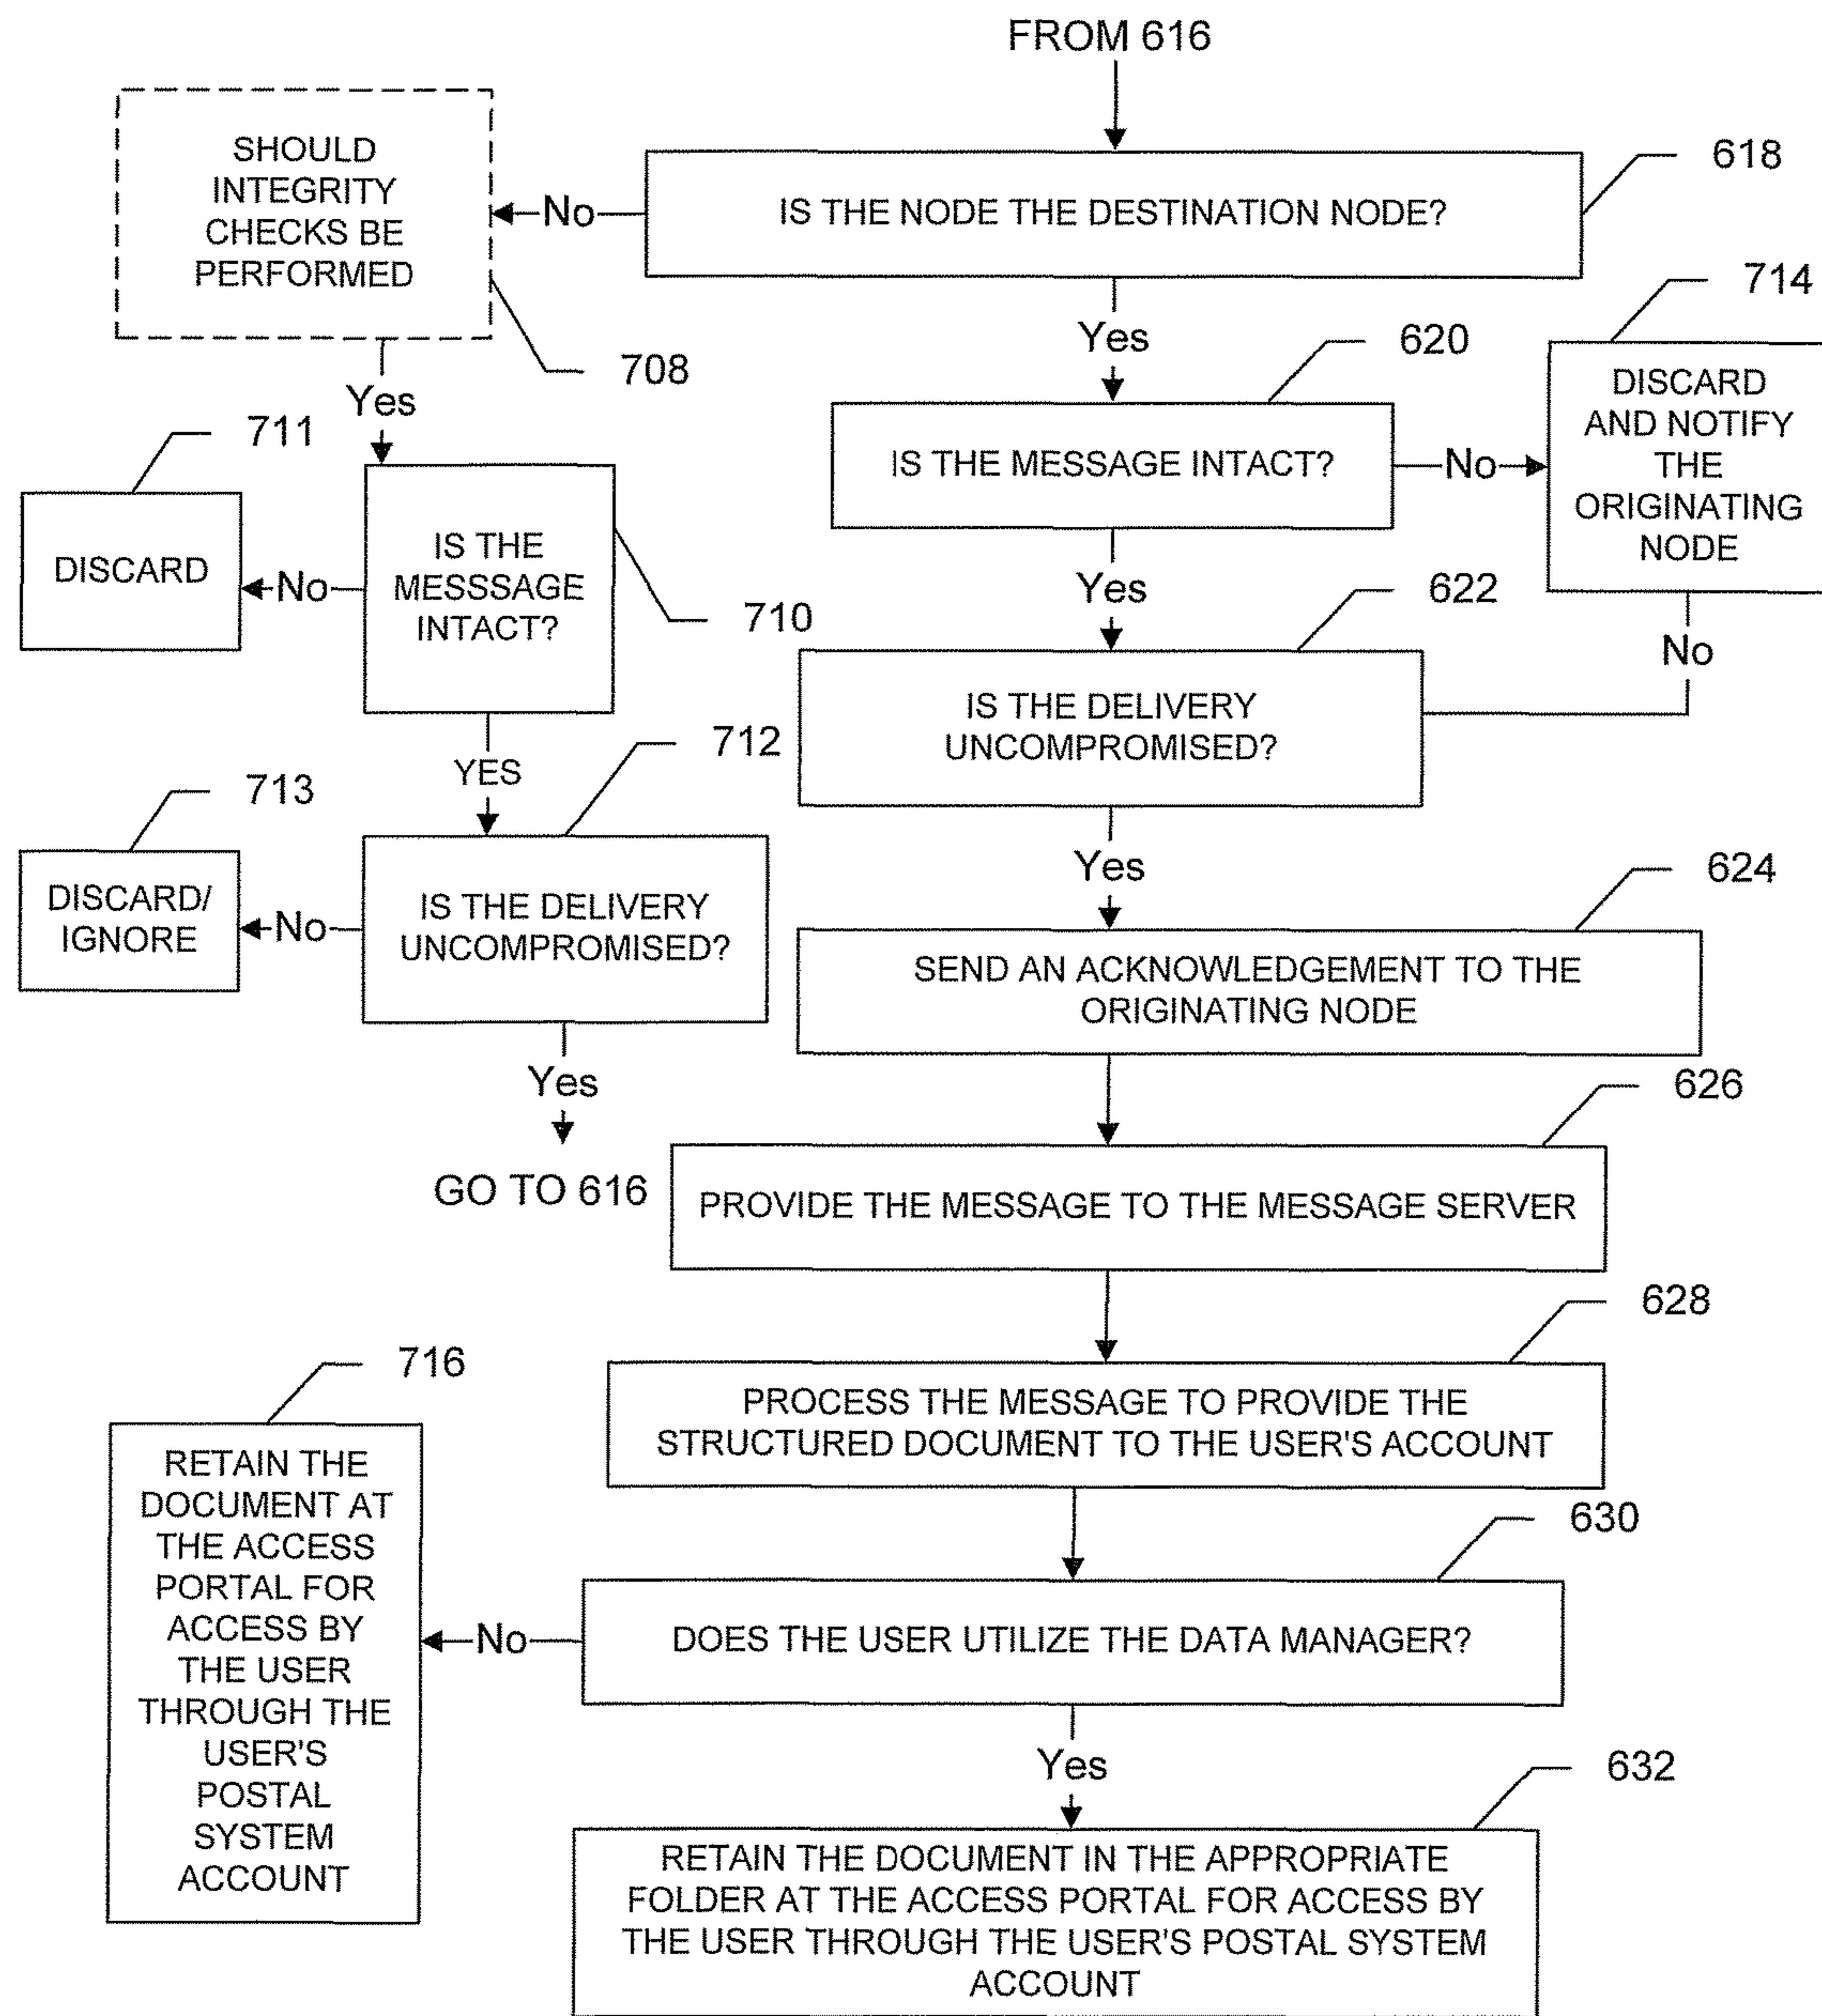 FROM 616
SHOULD
INTEGRITY
CHECKS BE
PERFORMED
No
IS THE NODE THE DESTINATION NODE?
618
708
Yes
Yes
620
714
DISCARD
AND NOTIFY
THE
ORIGINATING
NODE
711
DISCARD
No
IS THE
MESSSAGE
INTACT?
710
IS THE MESSAGE INTACT?
No
Yes
622
No
IS THE DELIVERY
UNCOMPROMISED?
YES
712
713
DISCARD/
IGNORE
No
IS THE DELIVERY
UNCOMPROMISED?
Yes
624
SEND AN ACKNOWLEDGEMENT TO THE
ORIGINATING NODE
Yes
GO TO 616
626
PROVIDE THE MESSAGE TO THE MESSAGE SERVER
628
PROCESS THE MESSAGE TO PROVIDE THE
STRUCTURED DOCUMENT TO THE USER'S ACCOUNT
716
RETAIN THE
DOCUMENT AT
THE ACCESS
PORTAL FOR
ACCESS BY
THE USER
THROUGH THE
USER'S
POSTAL
SYSTEM
ACCOUNT
630
No
DOES THE USER UTILIZE THE DATA MANAGER?
Yes
632
RETAIN THE DOCUMENT IN THE APPROPRIATE
FOLDER AT THE ACCESS PORTAL FOR ACCESS BY
THE USER THROUGH THE USER'S POSTAL SYSTEM
ACCOUNT